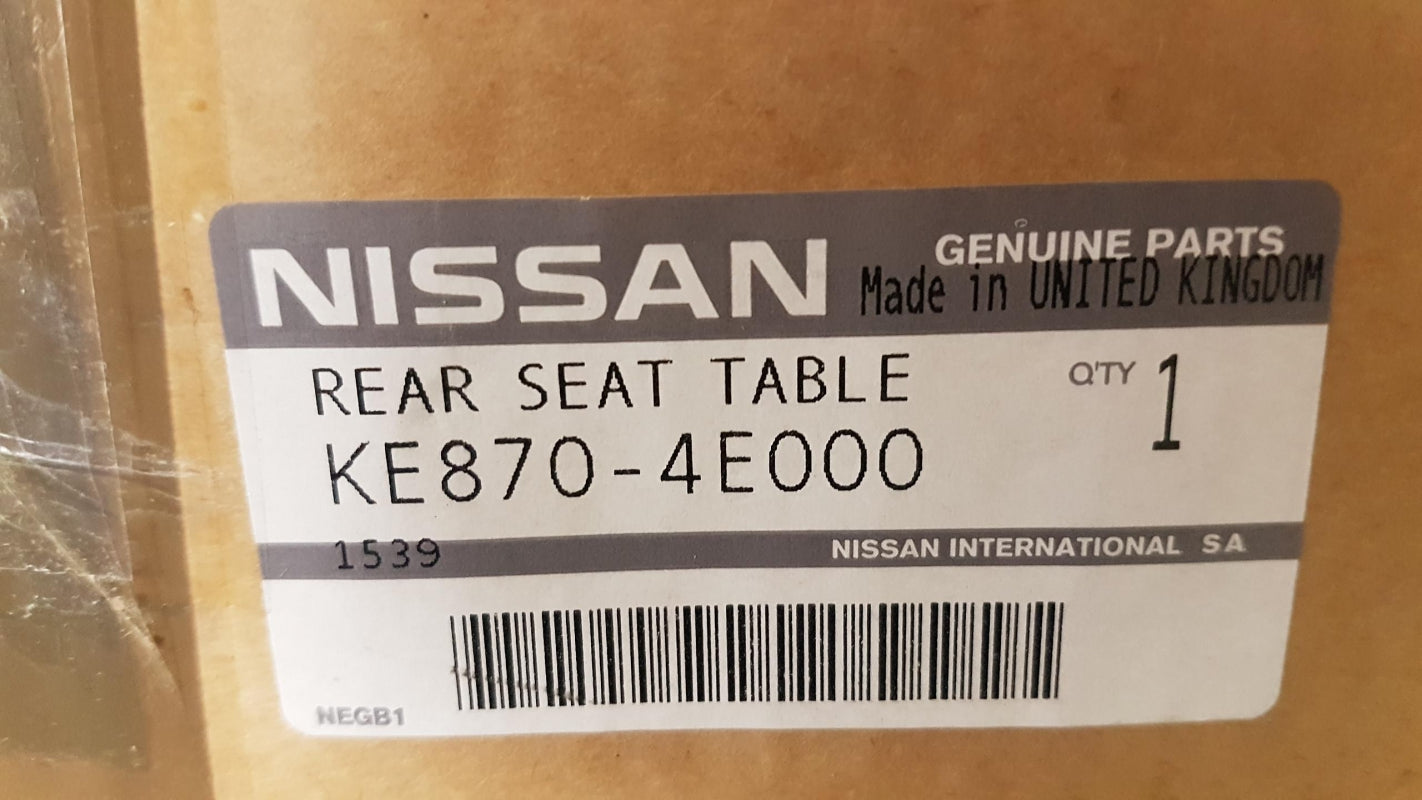 NISSAN
GENUINE PARTS
Made in UNITED KINGDOM
REAR SEAT TABLE
Q'TY 1
KE870-4E000
1539
NISSAN INTERNATIONAL SA
NEGB1